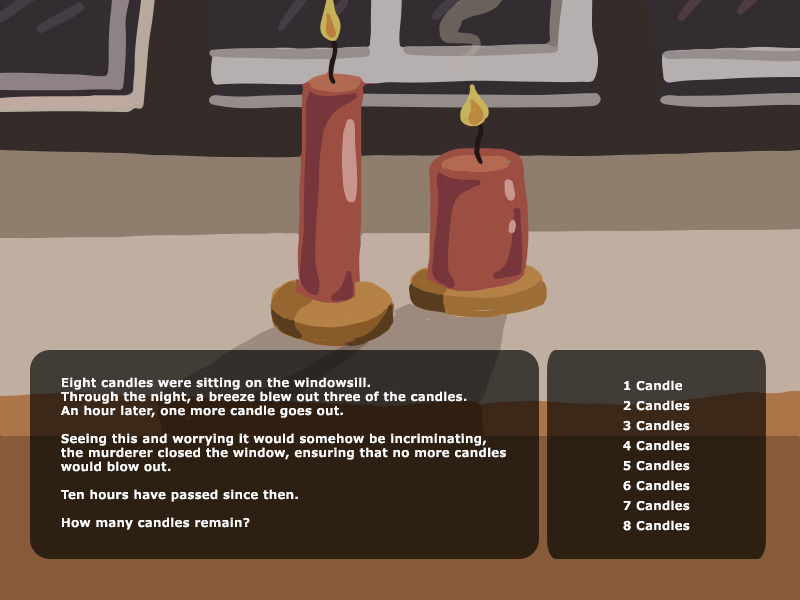 Eight candles were sitting on the windowsill.
Through the night, a breeze blew out three of the candles.
An hour later, one more candle goes out.
Seeing this and worrying it would somehow be incriminating,
the murderer closed the window, ensuring that no more candles
would blow out.
Ten hours have passed since then.
How many candles remain?
1 Candle
2 Candles
3 Candles
4 Candles
5 Candles
6 Candles
7 Candles
8 Candles